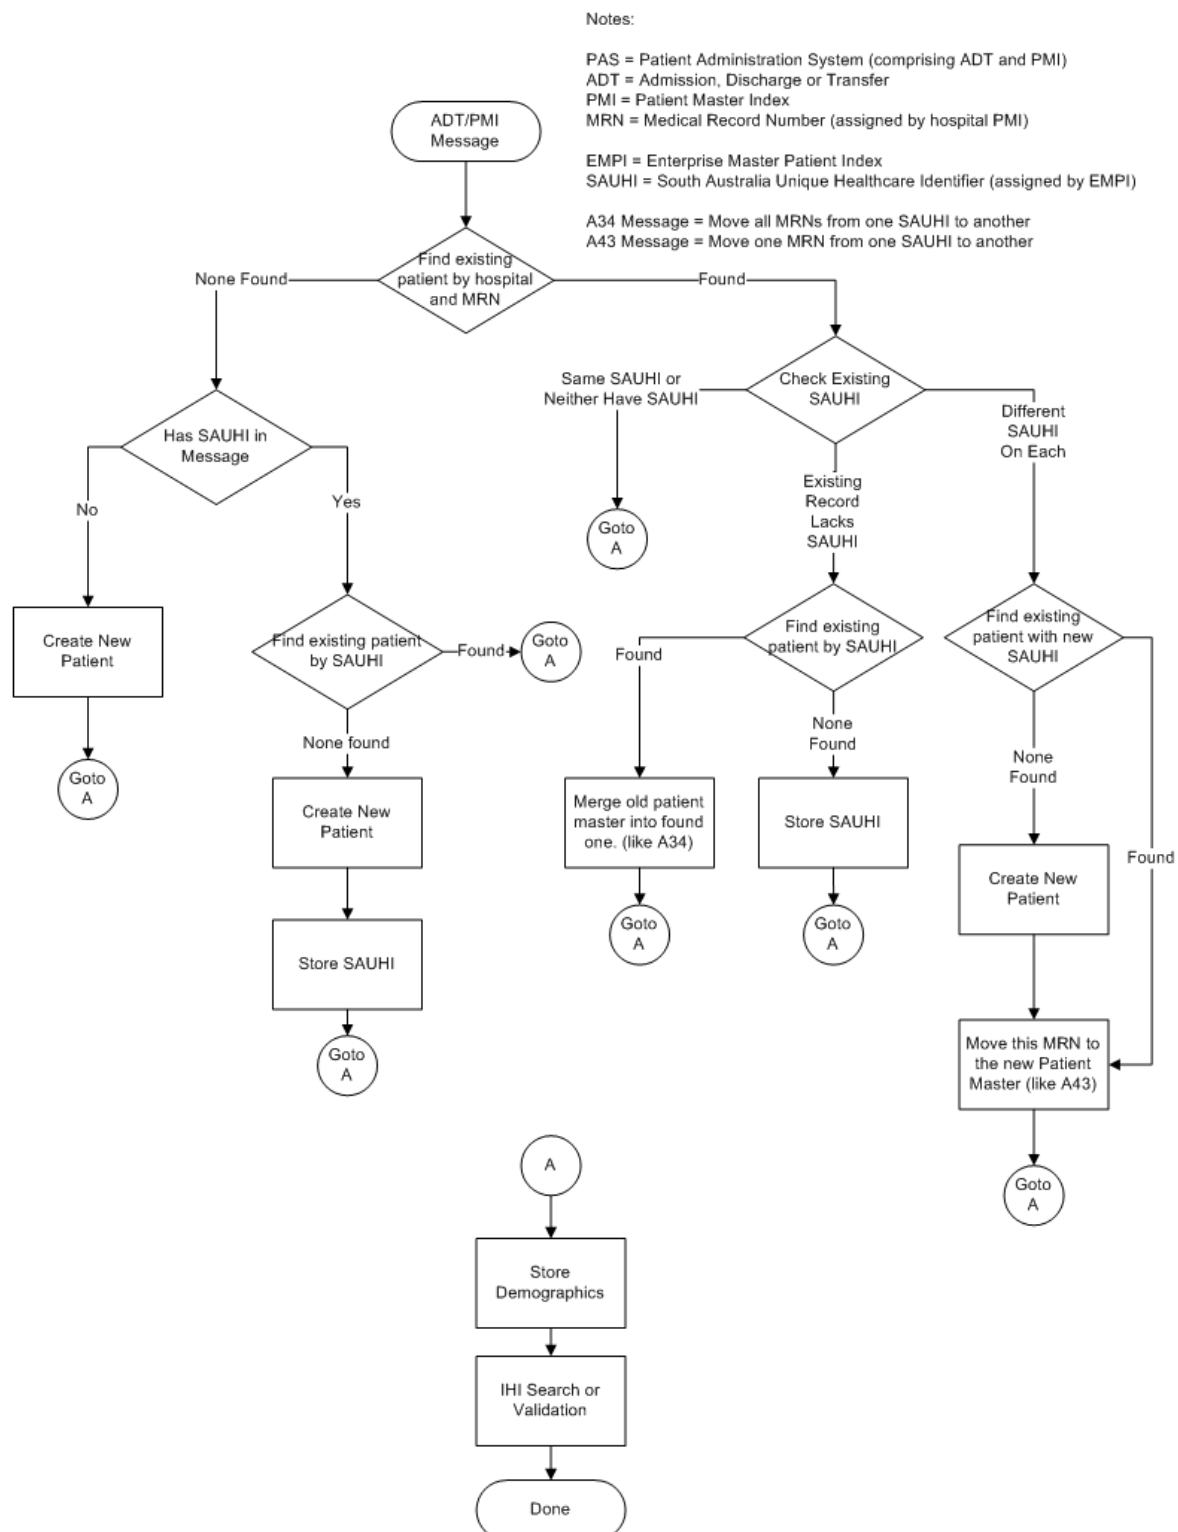 Notes:
PAS = Patient Administration System (comprising ADT and PMI)
ADT = Admission, Discharge or Transfer
PMI = Patient Master Index
MRN = Medical Record Number (assigned by hospital PMI)
EMPI = Enterprise Master Patient Index
SAUHI = South Australia Unique Healthcare Identifier (assigned by EMPI)
A34 Message = Move all MRNs from one SAUHI to another
A43 Message = Move one MRN from one SAUHI to another
ADT/PMI
Message
Find existing
patient by hospital
and MRN
None Found
Found
Has SAUHI in
Message
No
Yes
Create New
Patient
Goto
A
Find existing patient
by SAUHI
Found
Goto
A
None found
Create New
Patient
Store SAUHI
Goto
A
Check Existing
SAUHI
Same SAUHI or
Neither Have SAUHI
Goto
A
Existing
Record
Lacks
SAUHI
Different
SAUHI
On Each
Find existing
patient by SAUHI
Found
Merge old patient
master into found
one. (like A34)
Goto
A
None
Found
Store SAUHI
Goto
A
Find existing
patient with new
SAUHI
None
Found
Found
Create New
Patient
Move this MRN to
the new Patient
Master (like A43)
Goto
A
A
Store
Demographics
IHI Search or
Validation
Done